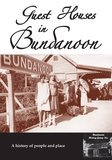 Guest Houses
in
Bundanoon
BUNDANOON
A history of people and place